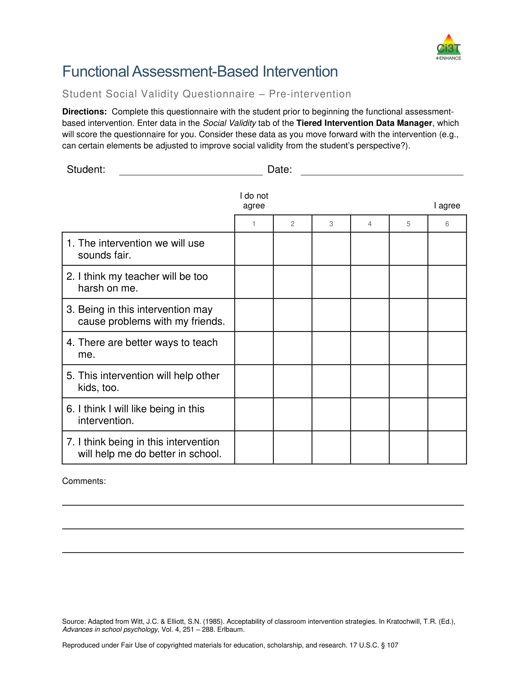 Ci3T
ENHANCE
Functional Assessment-Based Intervention
Student Social Validity Questionnaire – Pre-intervention
Directions: Complete this questionnaire with the student prior to beginning the functional assessment-
based intervention. Enter data in the Social Validity tab of the Tiered Intervention Data Manager, which
will score the questionnaire for you. Consider these data as you move forward with the intervention (e.g.,
can certain elements be adjusted to improve social validity from the student's perspective?).
Student: Date:
I do not
agree
I agree
1 2 3 4 5 6
1. The intervention we will use
sounds fair.
2. I think my teacher will be too
harsh on me.
3. Being in this intervention may
cause problems with my friends.
4. There are better ways to teach
me.
5. This intervention will help other
kids, too.
6. I think I will like being in this
intervention.
7. I think being in this intervention
will help me do better in school.
Comments:
Source: Adapted from Witt, J.C. & Elliott, S.N. (1985). Acceptability of classroom intervention strategies. In Kratochwill, T.R. (Ed.),
Advances in school psychology, Vol. 4, 251 – 288. Erlbaum.
Reproduced under Fair Use of copyrighted materials for education, scholarship, and research. 17 U.S.C. § 107